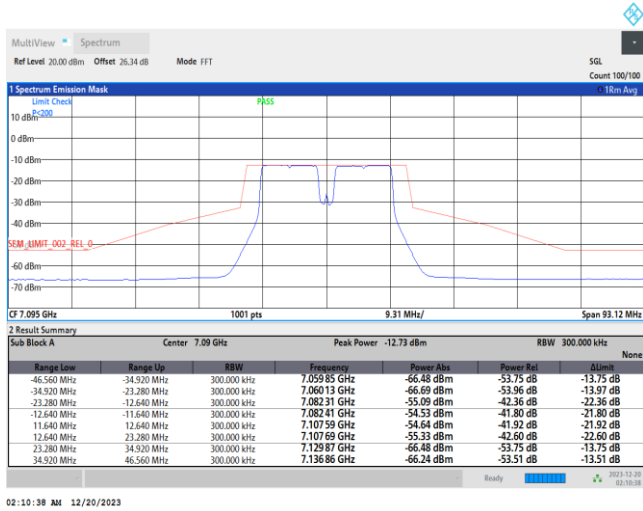 MultiView Spectrum
Ref Level 20.00 dBm Offset 26.34 dB Mode FFT SGL
Count 100/100
1 Spectrum Emission Mask 1Rm Avg
Limit Check PASS
P<200
10 dBm
0 dBm
-10 dBm
-20 dBm
-30 dBm
-40 dBm
SEM_LIMIT_002_REL_0
-60 dBm
-70 dBm
CF 7.095 GHz 1001 pts 9.31 MHz/ Span 93.12 MHz
2 Result Summary
Sub Block A Center 7.09 GHz Peak Power -12.73 dBm RBW 300.000 kHz
None
Range Low Range Up RBW Frequency Power Abs Power Rel ΔLimit
-46.560 MHz -34.920 MHz 300.000 kHz 7.05985 GHz -66.48 dBm -53.75 dB -13.75 dB
-34.920 MHz -23.280 MHz 300.000 kHz 7.06013 GHz -66.69 dBm -53.96 dB -13.97 dB
-23.280 MHz -12.640 MHz 300.000 kHz 7.08231 GHz -55.09 dBm -42.36 dB -22.36 dB
-12.640 MHz -11.640 MHz 300.000 kHz 7.08241 GHz -54.53 dBm -41.80 dB -21.80 dB
11.640 MHz 12.640 MHz 300.000 kHz 7.10759 GHz -54.64 dBm -41.92 dB -21.92 dB
12.640 MHz 23.280 MHz 300.000 kHz 7.10769 GHz -55.33 dBm -42.60 dB -22.60 dB
23.280 MHz 34.920 MHz 300.000 kHz 7.12987 GHz -66.48 dBm -53.75 dB -13.75 dB
34.920 MHz 46.560 MHz 300.000 kHz 7.13686 GHz -66.24 dBm -53.51 dB -13.51 dB
Ready 2023-12-20
02:10:38
02:10:38 AM 12/20/2023